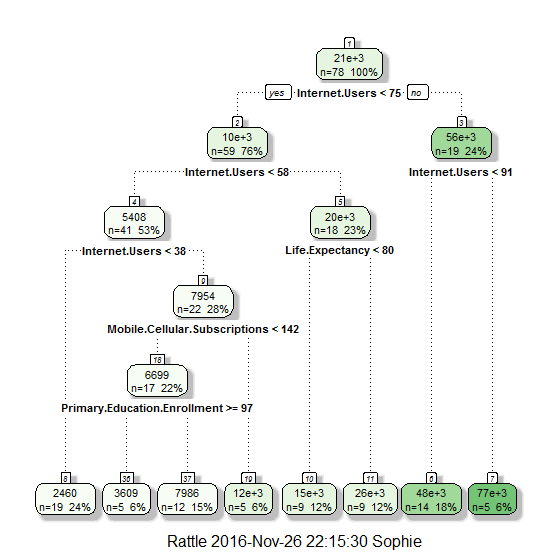 1
21e+3
n=78 100%
yes Internet.Users < 75 no
2 3
10e+3 56e+3
n=59 76% n=19 24%
Internet.Users < 58 Internet.Users < 91
4 5
5408 20e+3
n=41 53% n=18 23%
Internet.Users < 38 Life.Expectancy < 80
9
7954
n=22 28%
Mobile.Cellular.Subscriptions < 142
18
6699
n=17 22%
Primary.Education.Enrollment >= 97
8 36 37 19 10 11 6 7
2460 3609 7986 12e+3 15e+3 26e+3 48e+3 77e+3
n=19 24% n=5 6% n=12 15% n=5 6% n=9 12% n=9 12% n=14 18% n=5 6%
Rattle 2016-Nov-26 22:15:30 Sophie